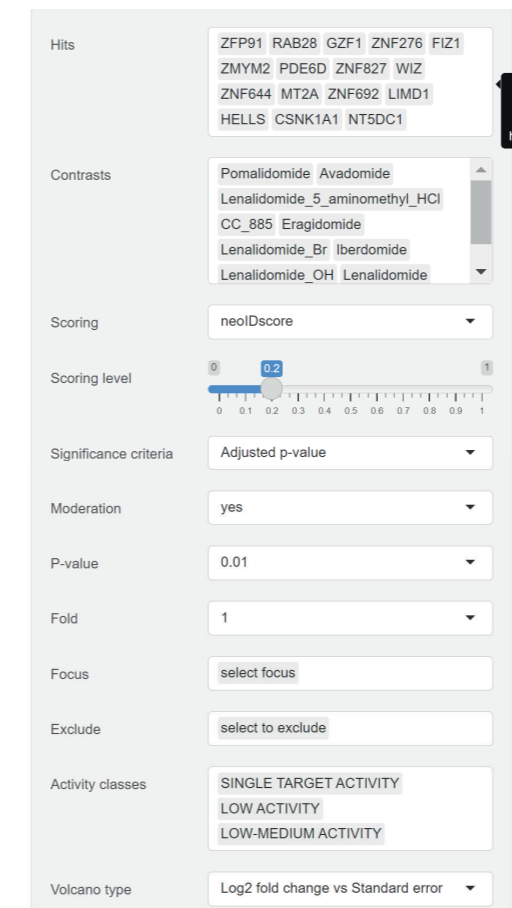 Hits
ZFP91 RAB28 GZF1 ZNF276 FIZ1
ZMYM2 PDE6D ZNF827 WIZ
ZNF644 MT2A ZNF692 LIMD1
HELLS CSNK1A1 NT5DC1
Contrasts
Pomalidomide Avadomide
Lenalidomide_5_aminomethyl_HCl
CC_885 Eragidomide
Lenalidomide_Br Iberdomide
Lenalidomide_OH Lenalidomide
Scoring
neoIDscore
Scoring level
0 0.2 1
0 0.1 0.2 0.3 0.4 0.5 0.6 0.7 0.8 0.9 1
Significance criteria
Adjusted p-value
Moderation
yes
P-value
0.01
Fold
1
Focus
select focus
Exclude
select to exclude
Activity classes
SINGLE TARGET ACTIVITY
LOW ACTIVITY
LOW-MEDIUM ACTIVITY
Volcano type
Log2 fold change vs Standard error